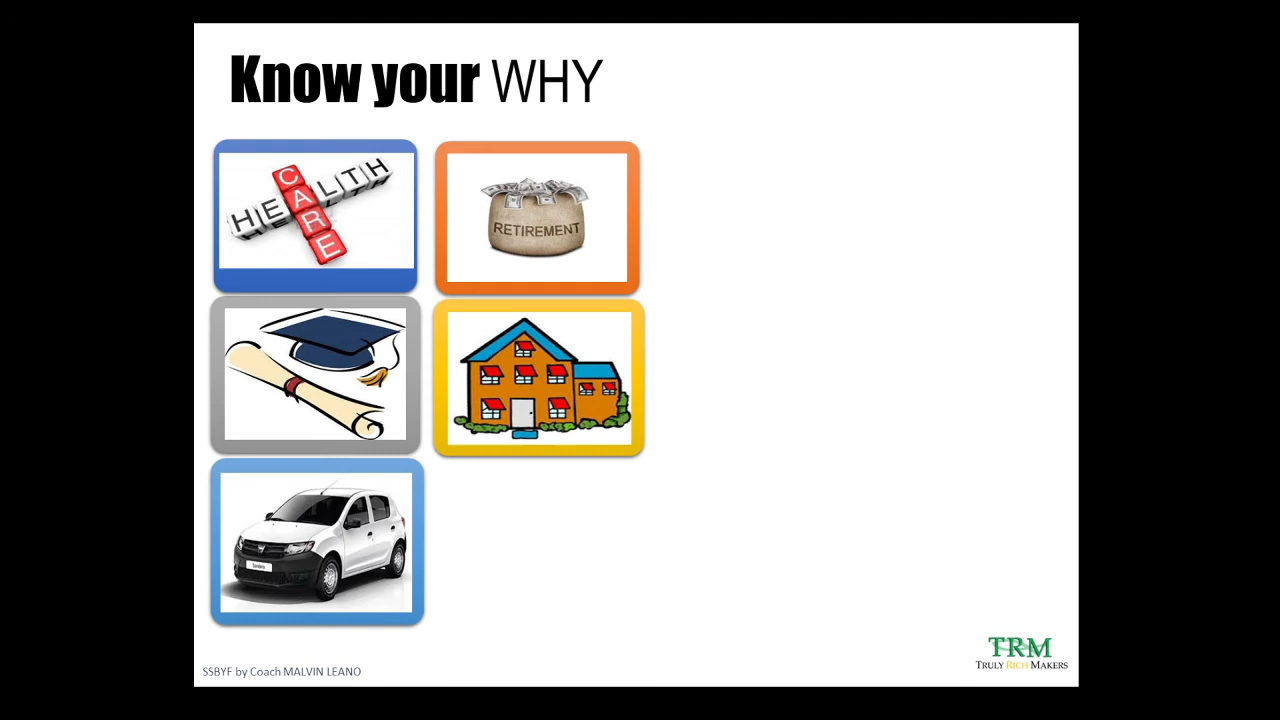 Know your WHY
HEALTH
CARE
RETIREMENT
SSBYF by Coach MALVIN LEANO
TRM
TRULY RICH MAKERS